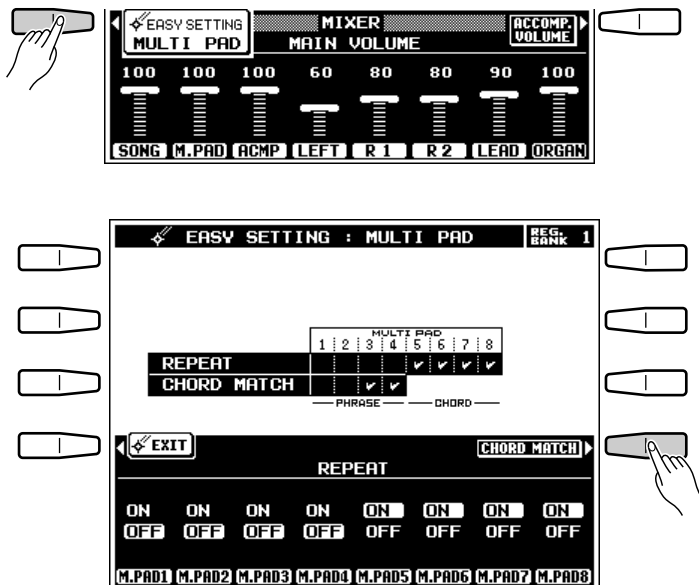 EASY SETTING
MULTI PAD
MIXER
MAIN VOLUME
ACCOMP.
VOLUME
100 100 100 60 80 80 90 100
SONG M.PAD ACMP LEFT R 1 R 2 LEAD ORGAN
EASY SETTING : MULTI PAD
REG.
BANK 1
MULTI PAD
1 2 3 4 5 6 7 8
REPEAT ✔ ✔ ✔ ✔
CHORD MATCH ✔ ✔
PHRASE CHORD
EXIT
CHORD MATCH
REPEAT
ON ON ON ON ON ON ON ON
OFF OFF OFF OFF OFF OFF OFF OFF
M.PAD1 M.PAD2 M.PAD3 M.PAD4 M.PAD5 M.PAD6 M.PAD7 M.PAD8